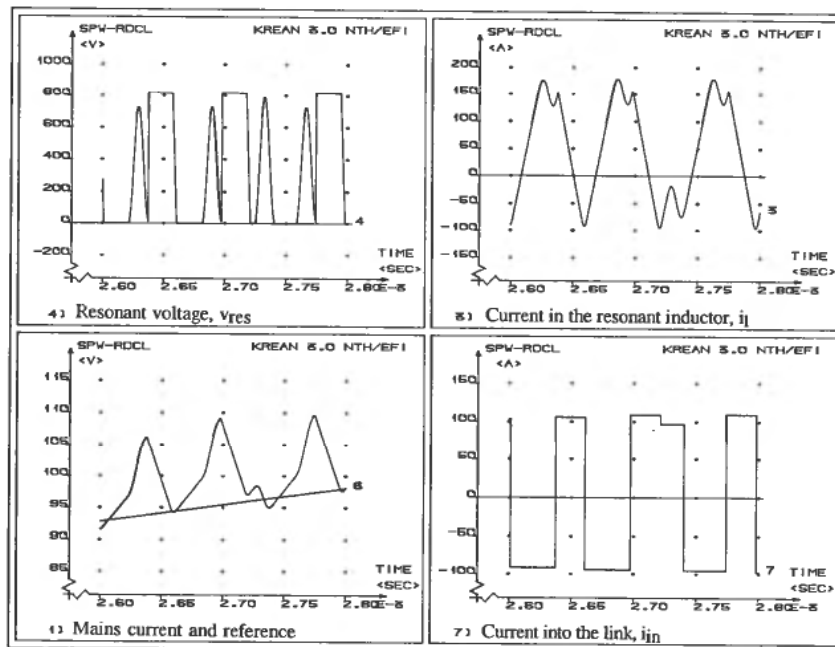 SPW-RDCL KREAN 3.0 NTH/EFI
<V>
1000
800
600
400
200
0
-200
4
TIME
<SEC>
2.60 2.65 2.70 2.75 2.80E-3
4) Resonant voltage, vres
SPW-RDCL KREAN 3.0 NTH/EFI
<A>
200
150
100
50
0
-50
-100
-150
3
TIME
<SEC>
2.60 2.65 2.70 2.75 2.80E-3
3) Current in the resonant inductor, il
SPW-RDCL KREAN 3.0 NTH/EFI
<V>
115
110
105
100
95
90
85
6
TIME
<SEC>
2.60 2.65 2.70 2.75 2.80E-3
1) Mains current and reference
SPW-RDCL KREAN 3.0 NTH/EFI
<A>
150
100
50
0
-50
-100
7
TIME
<SEC>
2.60 2.65 2.70 2.75 2.80E-3
7) Current into the link, iin